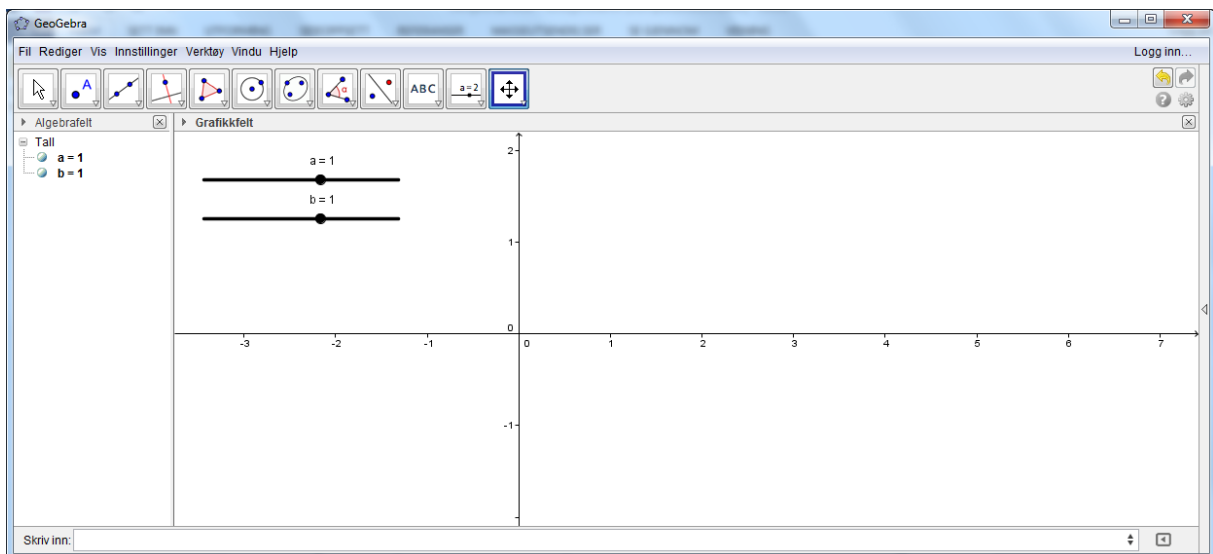 GeoGebra
Fil Rediger Vis Innstillinger Verktøy Vindu Hjelp Logg inn...
A α ABC a=2
Algebrafelt Grafikkfelt
Tall
a = 1
b = 1
a = 1
b = 1
2
1
0
-3 -2 -1 0 1 2 3 4 5 6 7
-1
Skriv inn: